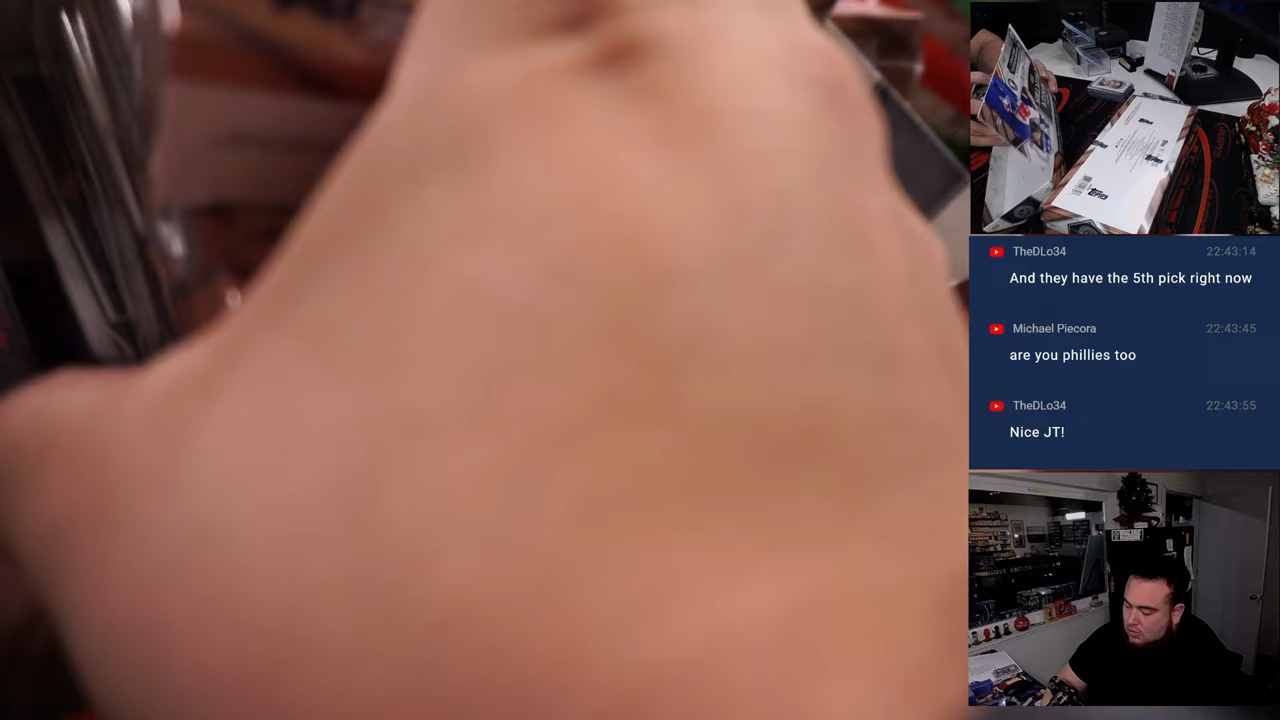 TheDLo34 22:43:14
And they have the 5th pick right now
Michael Piecora 22:43:45
are you phillies too
TheDLo34 22:43:55
Nice JT!